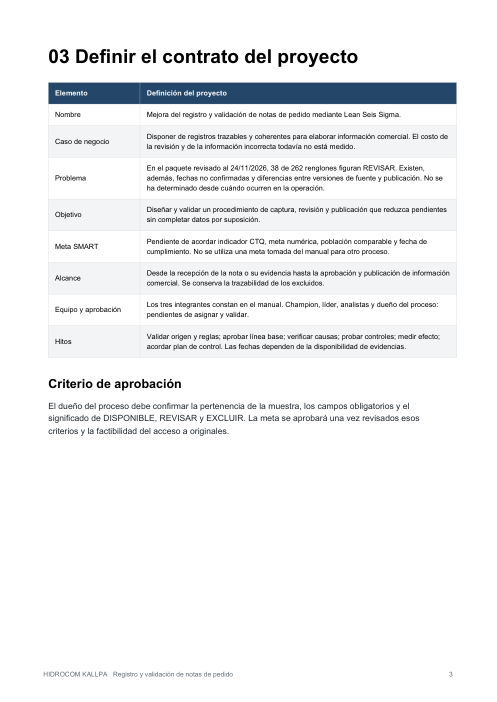 03 Definir el contrato del proyecto
Elemento
Definición del proyecto
Nombre
Mejora del registro y validación de notas de pedido mediante Lean Seis Sigma.
Caso de negocio
Disponer de registros trazables y coherentes para elaborar información comercial. El costo de
la revisión y de la información incorrecta todavía no está medido.
Problema
En el paquete revisado al 24/11/2026, 38 de 262 renglones figuran REVISAR. Existen,
además, fechas no confirmadas y diferencias entre versiones de fuente y publicación. No se
ha determinado desde cuándo ocurren en la operación.
Objetivo
Diseñar y validar un procedimiento de captura, revisión y publicación que reduzca pendientes
sin completar datos por suposición.
Meta SMART
Pendiente de acordar indicador CTQ, meta numérica, población comparable y fecha de
cumplimiento. No se utiliza una meta tomada del manual para otro proceso.
Alcance
Desde la recepción de la nota o su evidencia hasta la aprobación y publicación de información
comercial. Se conserva la trazabilidad de los excluidos.
Equipo y aprobación
Los tres integrantes constan en el manual. Champion, líder, analistas y dueño del proceso:
pendientes de asignar y validar.
Hitos
Validar origen y reglas; aprobar línea base; verificar causas; probar controles; medir efecto;
acordar plan de control. Las fechas dependen de la disponibilidad de evidencias.
Criterio de aprobación
El dueño del proceso debe confirmar la pertenencia de la muestra, los campos obligatorios y el
significado de DISPONIBLE, REVISAR y EXCLUIR. La meta se aprobará una vez revisados esos
criterios y la factibilidad del acceso a originales.
HIDROCOM KALLPA Registro y validación de notas de pedido
3